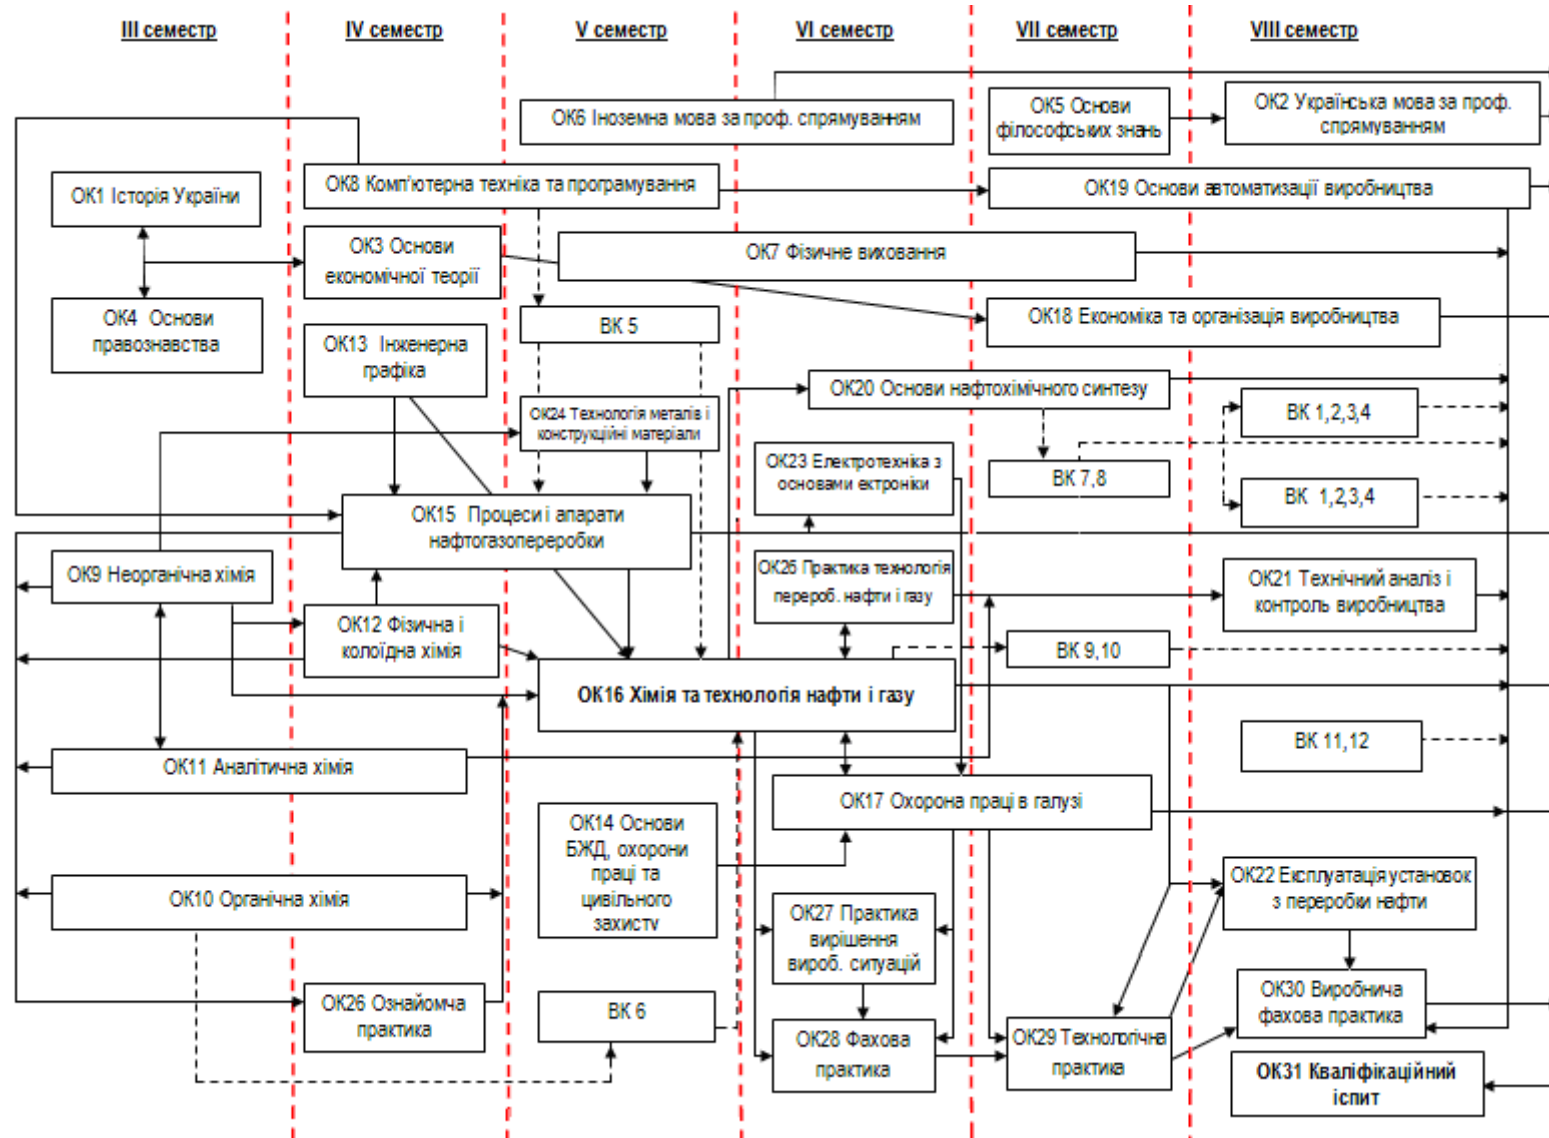 III семестр
IV семестр
V семестр
VI семестр
VII семестр
VIII семестр
ОК6 Іноземна мова за проф. спрямуванням
ОК5 Основи
філософських знань
ОК2 Українська мова за проф.
спрямуванням
ОК1 Історія України
ОК8 Комп'ютерна техніка та програмування
ОК19 Основи автоматизації виробництва
ОК3 Основи
економічної теорії
ОК7 Фізичне виховання
ОК4 Основи
правознавства
ОК13 Інженерна
графіка
ВК 5
ОК18 Економіка та організація виробництва
ОК20 Основи нафтохімічного синтезу
ОК24 Технологія металів і
конструкційні матеріали
ВК 1,2,3,4
ОК23 Електротехніка з
основами ектроніки
ВК 7,8
ВК 1,2,3,4
ОК15 Процеси і апарати
нафтогазопереробки
ОК9 Неорганічна хімія
ОК25 Практика технологія
перероб. нафти і газу
ОК21 Технічний аналіз і
контроль виробництва
ОК12 Фізична і
колоїдна хімія
ВК 9,10
ОК16 Хімія та технологія нафти і газу
ВК 11,12
ОК11 Аналітична хімія
ОК17 Охорона праці в галузі
ОК14 Основи
БЖД, охорони
праці та
цивільного
захисту
ОК10 Органічна хімія
ОК27 Практика
вирішення
вироб. ситуацій
ОК22 Експлуатація установок
з переробки нафти
ОК26 Ознайомча
практика
ВК 6
ОК28 Фахова
практика
ОК29 Технологічна
практика
ОК30 Виробнича
фахова практика
ОК31 Кваліфікаційний
іспит